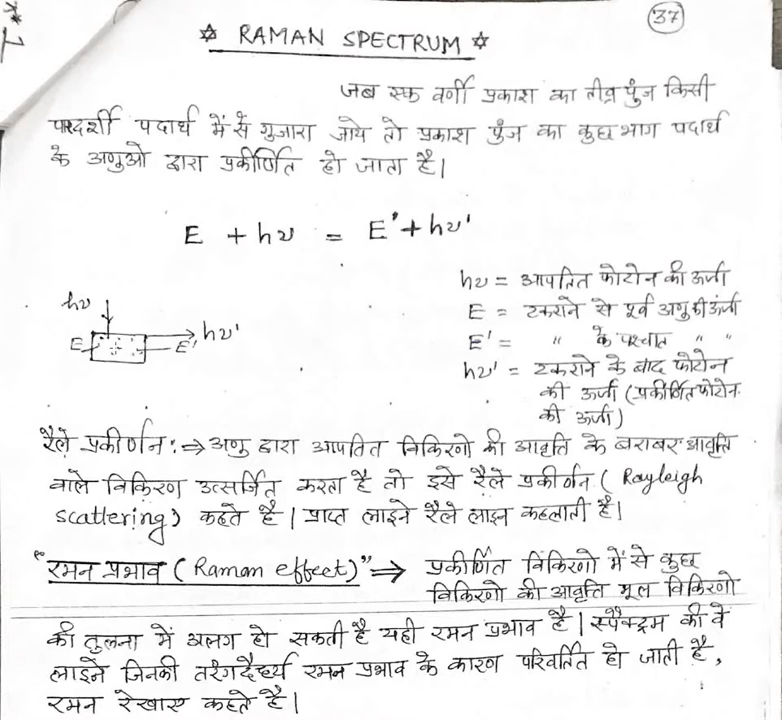 37
☆ RAMAN SPECTRUM ☆
जब एक वर्णी प्रकाश का तीव्र पुंज किसी
पारदर्शी पदार्थ में से गुजारा जाये तो प्रकाश पुंज का कुछ भाग पदार्थ
के अणुओ द्वारा प्रकीर्णित हो जाता है।
E + hν = E' + hν'
hν = आपतित फोटोन की ऊर्जा
E = टकराने से पूर्व अणु की ऊर्जा
E' = " के पश्चात " "
hν' = टकराने के बाद फोटोन
की ऊर्जा (प्रकीर्णित फोटोन
की ऊर्जा)
hν
E E' hν'
रैले प्रकीर्णन :⇒ अणु द्वारा आपतित विकिरणो की आवृति के बराबर आवृति
वाले विकिरण उत्सर्जित करता है तो इसे रैले प्रकीर्णन ( Rayleigh
scattering) कहते है। प्राप्त लाइने रैले लाइन कहलाती है।
"रमन प्रभाव ( Raman effect)" ⇒ प्रकीर्णित विकिरणो में से कुछ
विकिरणो की आवृति मूल विकिरणो
की तुलना में अलग हो सकती है यही रमन प्रभाव है। स्पैक्ट्रम की वे
लाइने जिनकी तरंगदैर्ध्य रमन प्रभाव के कारण परिवर्तित हो जाती है,
रमन रेखाए कहते है।